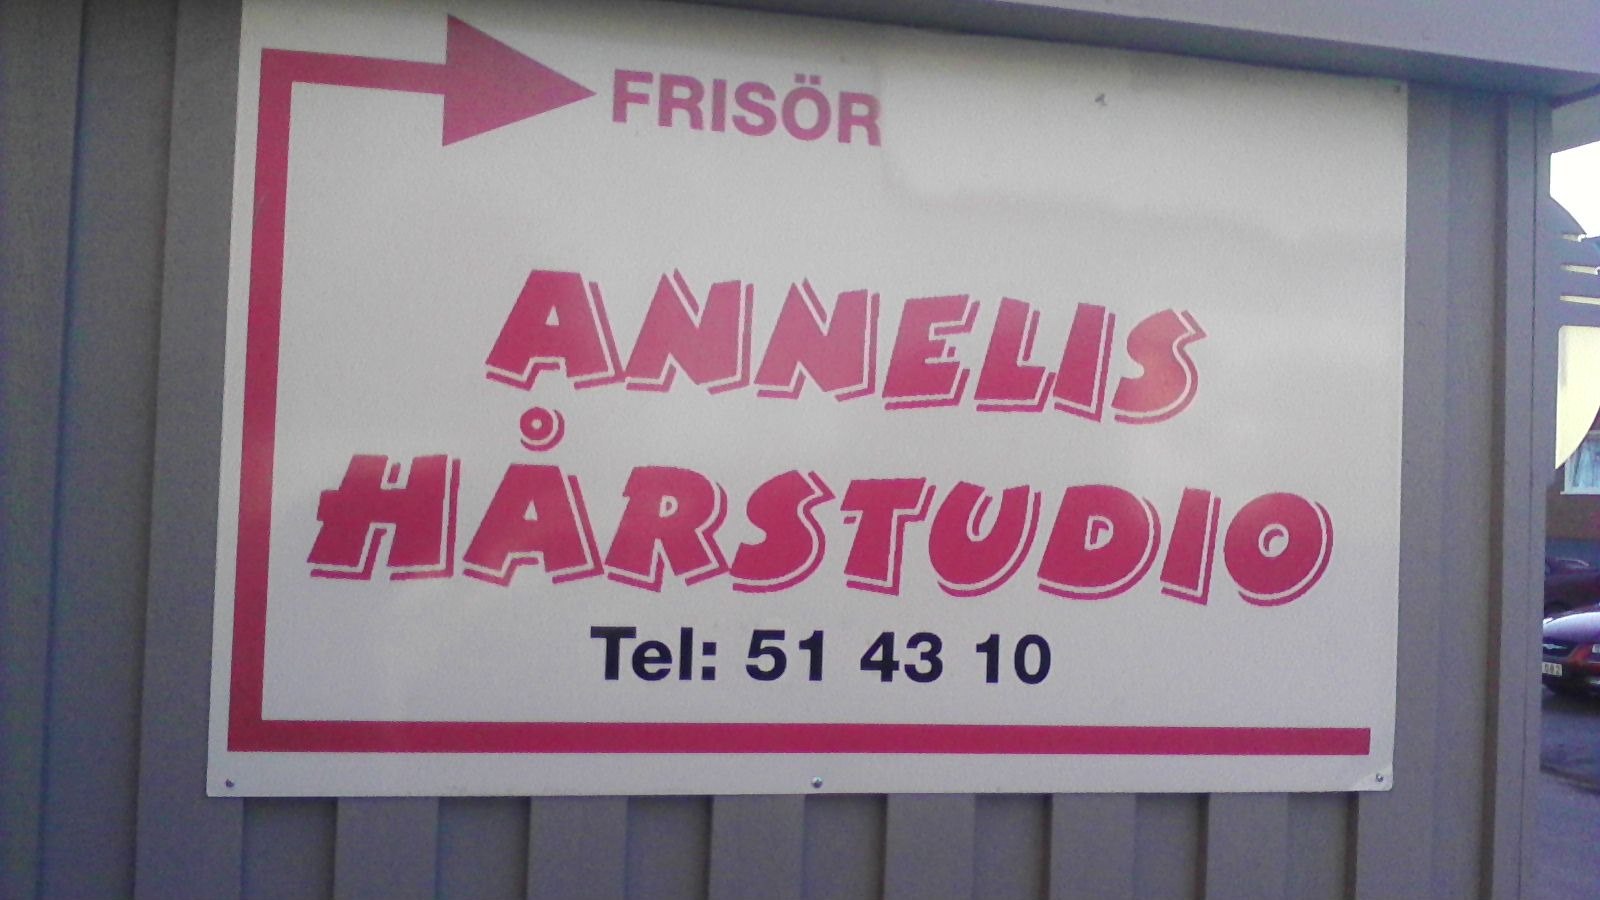 FRISÖR
ANNELIS
HÅRSTUDIO
Tel: 51 43 10